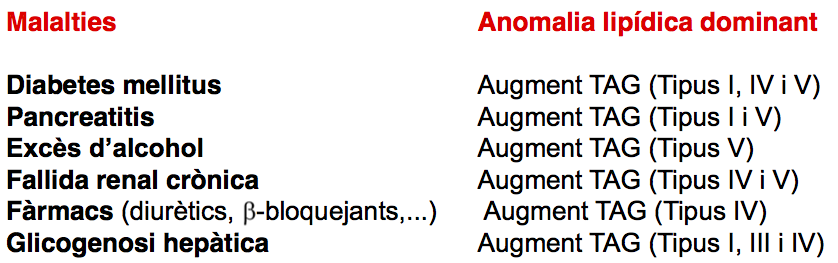 Malalties Anomalia lipídica dominant
Diabetes mellitus Augment TAG (Tipus I, IV i V)
Pancreatitis Augment TAG (Tipus I i V)
Excès d’alcohol Augment TAG (Tipus V)
Fallida renal crònica Augment TAG (Tipus IV i V)
Fàrmacs (diurètics, β-bloquejants,...) Augment TAG (Tipus IV)
Glicogenosi hepàtica Augment TAG (Tipus I, III i IV)